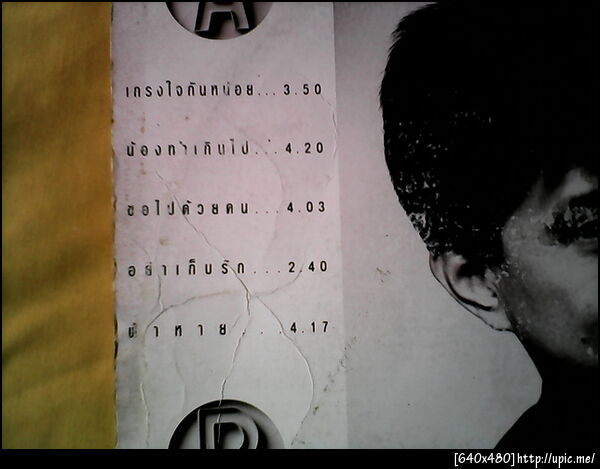 A
เกรงใจกันหน่อย...3.50
น้องทำเกินไป...4.20
ขอไปด้วยคน...4.03
อย่าเก็บรัก...2.40
...4.17
[640x480]http://upic.me/